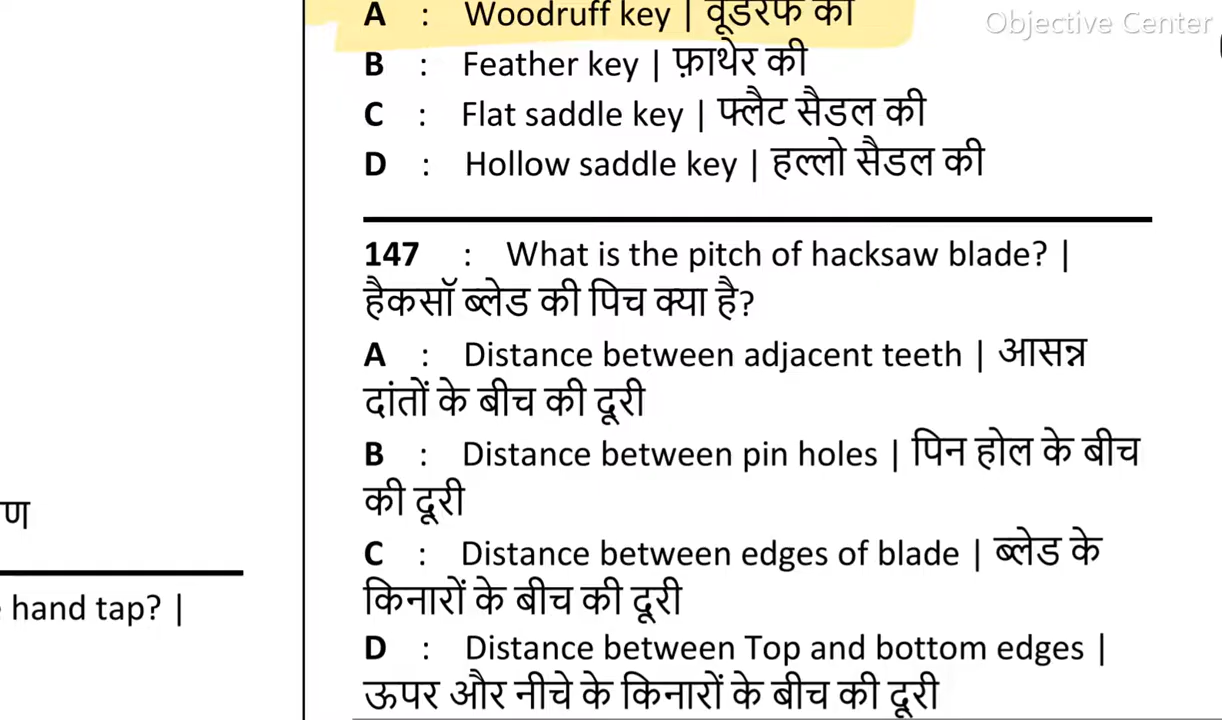 ण
hand tap? |
A : Woodruff key | वूडरफ की
Objective Center
B : Feather key | फ़ाथेर की
C : Flat saddle key | फ्लैट सैडल की
D : Hollow saddle key | हल्लो सैडल की
147 : What is the pitch of hacksaw blade? |
हैकसॉ ब्लेड की पिच क्या है?
A : Distance between adjacent teeth | आसन्न
दांतों के बीच की दूरी
B : Distance between pin holes | पिन होल के बीच
की दूरी
C : Distance between edges of blade | ब्लेड के
किनारों के बीच की दूरी
D : Distance between Top and bottom edges |
ऊपर और नीचे के किनारों के बीच की दूरी